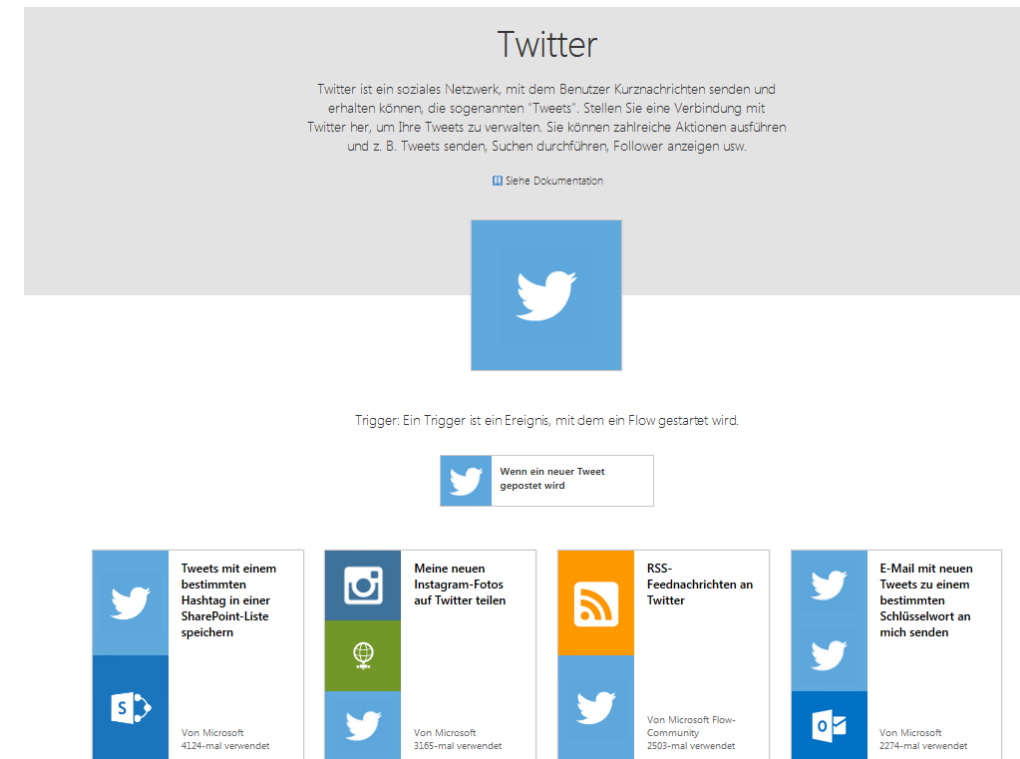 Twitter
Twitter ist ein soziales Netzwerk, mit dem Benutzer Kurznachrichten senden und
erhalten können, die sogenannten "Tweets". Stellen Sie eine Verbindung mit
Twitter her, um Ihre Tweets zu verwalten. Sie können zahlreiche Aktionen ausführen
und z. B. Tweets senden, Suchen durchführen, Follower anzeigen usw.
Siehe Dokumentation
Trigger: Ein Trigger ist ein Ereignis, mit dem ein Flow gestartet wird.
Wenn ein neuer Tweet
gepostet wird
Tweets mit einem
bestimmten
Hashtag in einer
SharePoint-Liste
speichern
S
Von Microsoft
4124-mal verwendet
Meine neuen
Instagram-Fotos
auf Twitter teilen
Von Microsoft
3165-mal verwendet
RSS-
Feednachrichten an
Twitter
Von Microsoft Flow-
Community
2503-mal verwendet
E-Mail mit neuen
Tweets zu einem
bestimmten
Schlüsselwort an
mich senden
O
Von Microsoft
2274-mal verwendet